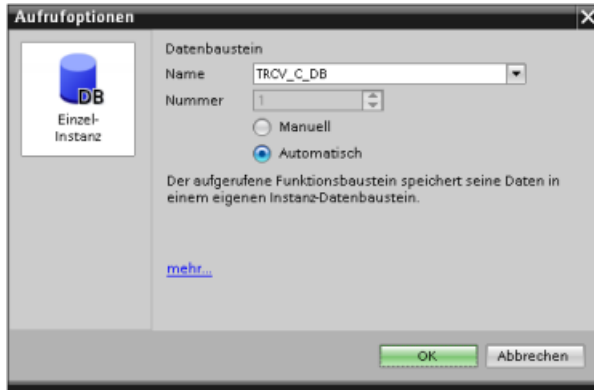 Aufrufoptionen
Datenbaustein
Name TRCV_C_DB
Nummer 1
Manuell
Automatisch
DB
Einzel-
Instanz
Der aufgerufene Funktionsbaustein speichert seine Daten in
einem eigenen Instanz-Datenbaustein.
mehr...
OK Abbrechen